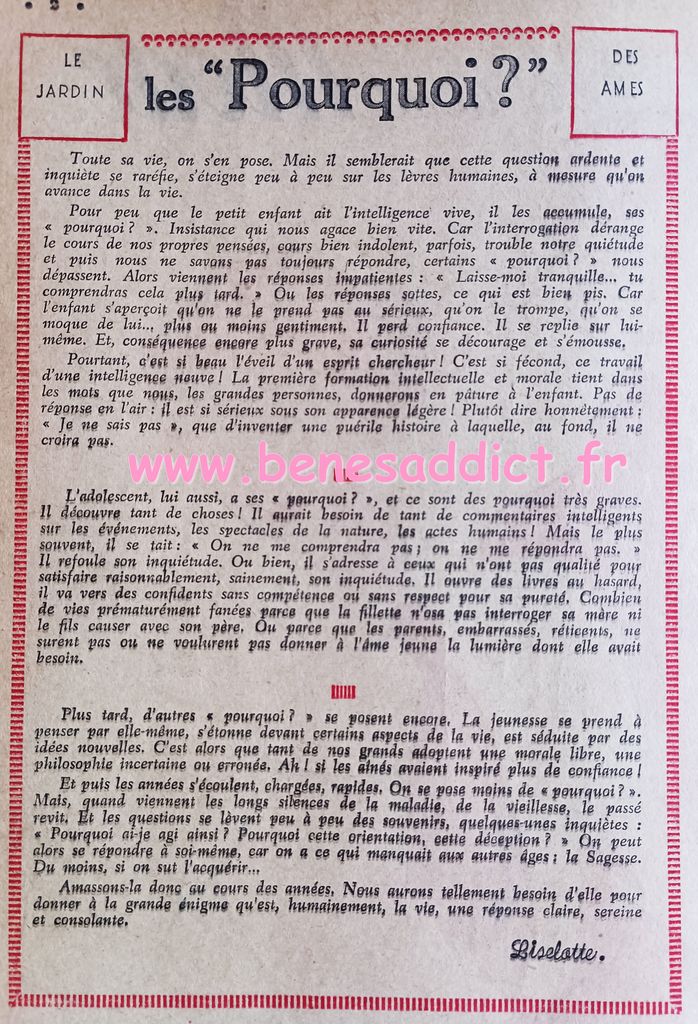 LE
JARDIN
les "Pourquoi ?"
DES
AMES
Toute sa vie, on s'en pose. Mais il semblerait que cette question ardente et
inquiète se raréfie, s'éteigne peu à peu sur les lèvres humaines, à mesure qu'on
avance dans la vie.
Pour peu que le petit enfant ait l'intelligence vive, il les accumule, ses
« pourquoi ? ». Insistance qui nous agace bien vite. Car l'interrogation dérange
le cours de nos propres pensées, cours bien indolent, parfois, trouble notre quiétude
et puis nous ne savons pas toujours répondre, certains « pourquoi ? » nous
dépassent. Alors viennent les réponses impatientes : « Laisse-moi tranquille... tu
comprendras cela plus tard. » Ou les réponses sottes, ce qui est bien pis. Car
l'enfant s'aperçoit qu'on ne le prend pas au sérieux, qu'on le trompe, qu'on se
moque de lui... plus ou moins gentiment. Il perd confiance. Il se replie sur lui-
même. Et, conséquence encore plus grave, sa curiosité se décourage et s'émousse.
Pourtant, c'est si beau l'éveil d'un esprit chercheur ! C'est si fécond, ce travail
d'une intelligence neuve ! La première formation intellectuelle et morale tient dans
les mots que nous, les grandes personnes, donnerons en pâture à l'enfant. Pas de
réponse en l'air : il est si sérieux sous son apparence légère ! Plutôt dire honnêtement :
« Je ne sais pas », que d'inventer une puérile histoire à laquelle, au fond, il ne
croira pas.
www.benesaddict.fr
L'adolescent, lui aussi, a ses « pourquoi ? », et ce sont des pourquoi très graves.
Il découvre tant de choses ! Il aurait besoin de tant de commentaires intelligents
sur les événements, les spectacles de la nature, les actes humains ! Mais le plus
souvent, il se tait : « On ne me comprendra pas ; on ne me répondra pas. »
Il refoule son inquiétude. Ou bien, il s'adresse à ceux qui n'ont pas qualité pour
satisfaire raisonnablement, sainement, son inquiétude. Il ouvre des livres au hasard,
il va vers des confidents sans compétence ou sans respect pour sa pureté. Combien
de vies prématurément fanées parce que la fillette n'osa pas interroger sa mère ni
le fils causer avec son père. Ou parce que les parents, embarrassés, réticents, ne
surent pas ou ne voulurent pas donner à l'âme jeune la lumière dont elle avait
besoin.
Plus tard, d'autres « pourquoi ? » se posent encore. La jeunesse se prend à
penser par elle-même, s'étonne devant certains aspects de la vie, est séduite par des
idées nouvelles. C'est alors que tant de nos grands adoptent une morale libre, une
philosophie incertaine ou erronée. Ah ! si les aînés avaient inspiré plus de confiance !
Et puis les années s'écoulent, chargées, rapides. On se pose moins de « pourquoi ? ».
Mais, quand viennent les longs silences de la maladie, de la vieillesse, le passé
revit. Et les questions se lèvent peu à peu des souvenirs, quelques-unes inquiètes :
« Pourquoi ai-je agi ainsi ? Pourquoi cette orientation, cette déception ? » On peut
alors se répondre à soi-même, car on a ce qui manquait aux autres âges : la Sagesse.
Du moins, si on sut l'acquérir...
Amassons-la donc au cours des années. Nous aurons tellement besoin d'elle pour
donner à la grande énigme qu'est, humainement, la vie, une réponse claire, sereine
et consolante.
Liselotte.